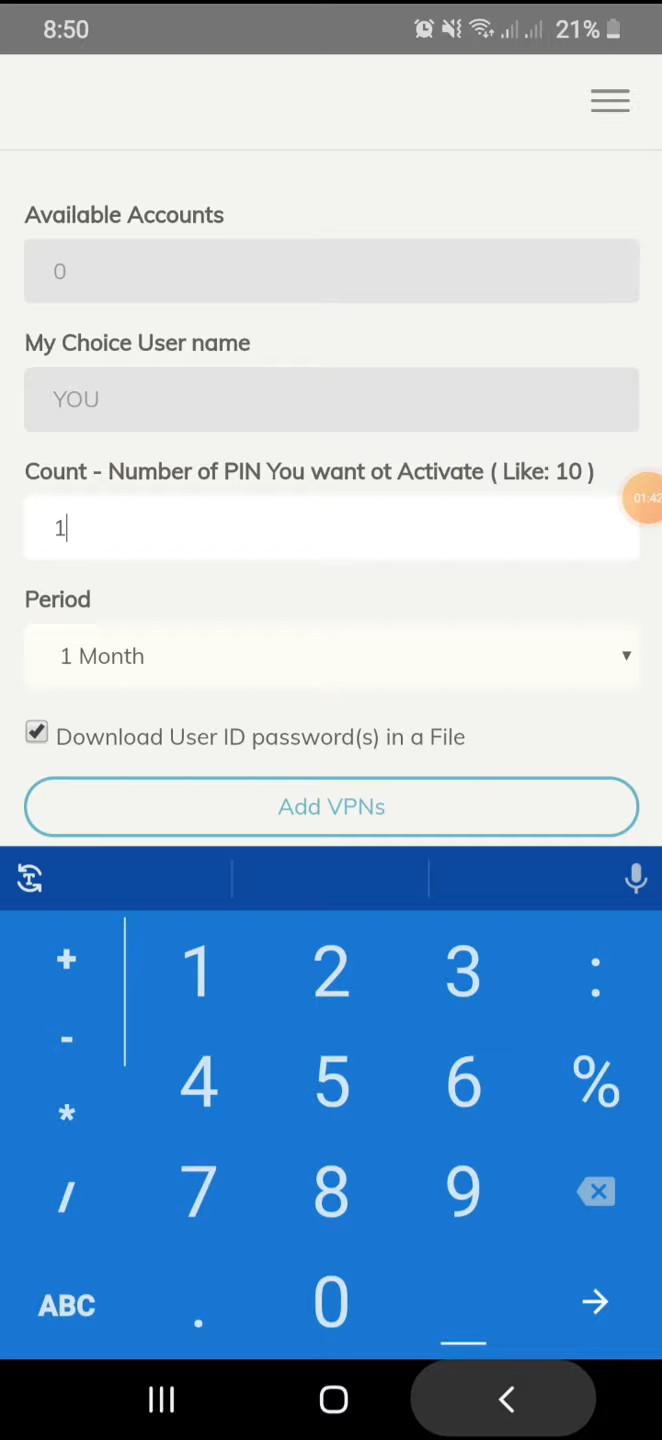 8:50
21%
Available Accounts
0
My Choice User name
YOU
Count - Number of PIN You want ot Activate ( Like: 10 )
01:42
1
Period
1 Month
Download User ID password(s) in a File
Add VPNs
+ 1 2 3 :
- 4 5 6 %
*
/ 7 8 9
ABC . 0 _